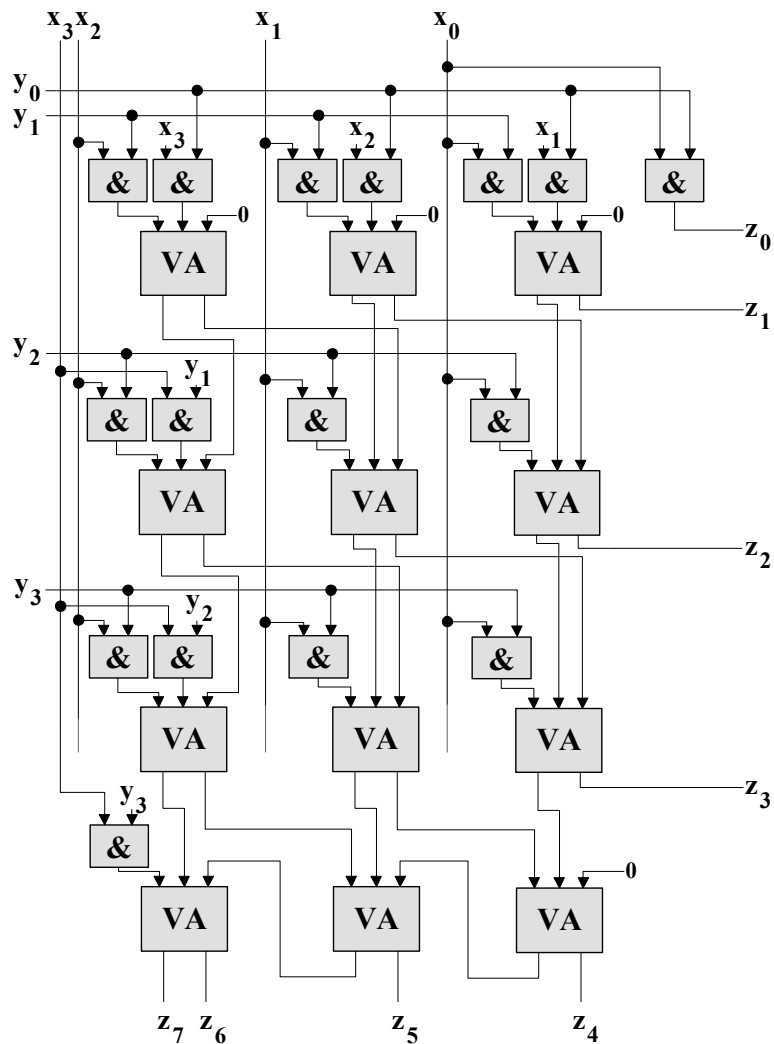 x₃ x₂ x₁ x₀
y₀
y₁
x₃ x₂ x₁
& & & & & & &
0 0 0
z₀
VA VA VA
z₁
y₂
y₁
& & & &
VA VA VA
z₂
y₃
y₂
& & & &
VA VA VA
z₃
y₃
&
0
VA VA VA
z₇ z₆ z₅ z₄